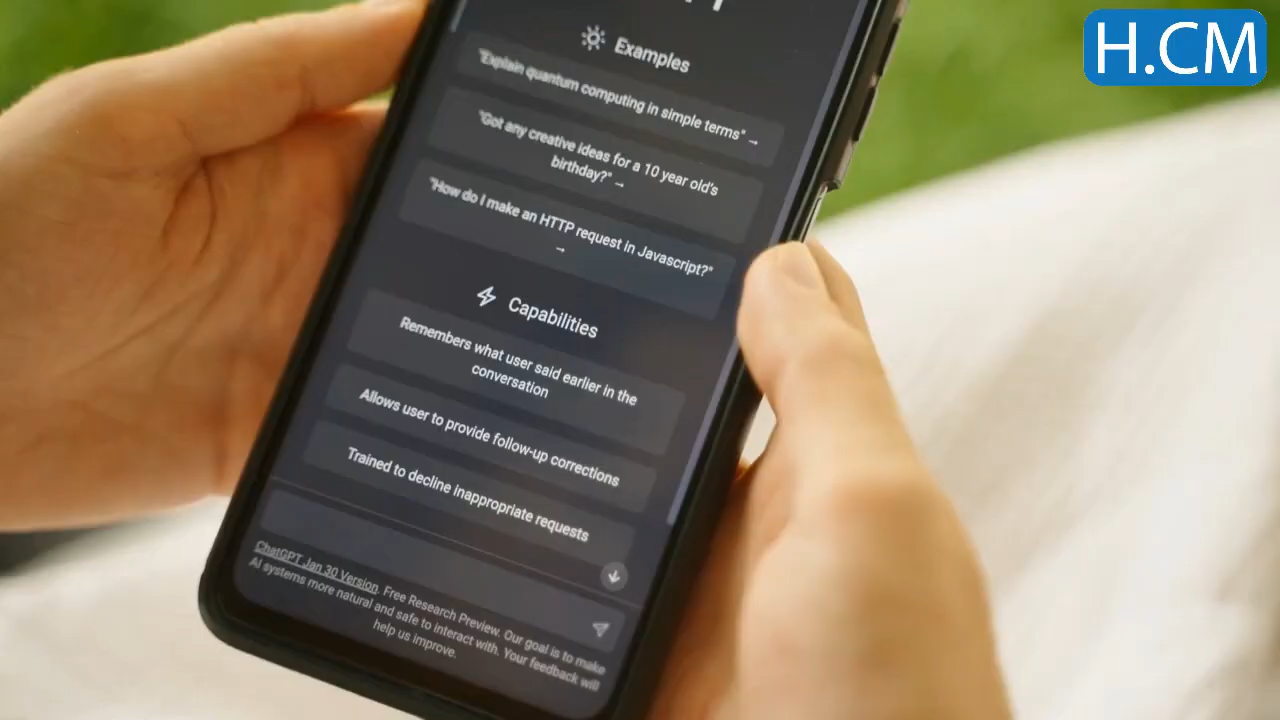 H.CM
Examples
"Explain quantum computing in simple terms" →
"Got any creative ideas for a 10 year old's
birthday?" →
"How do I make an HTTP request in Javascript?"
→
Capabilities
Remembers what user said earlier in the
conversation
Allows user to provide follow-up corrections
Trained to decline inappropriate requests
ChatGPT Jan 30 Version. Free Research Preview. Our goal is to make
AI systems more natural and safe to interact with. Your feedback will
help us improve.